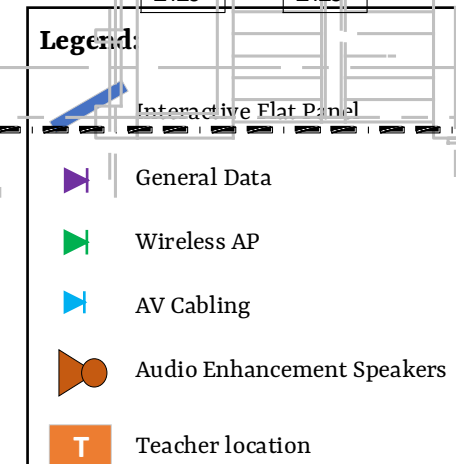 Legend:
Interactive Flat Panel
General Data
Wireless AP
AV Cabling
Audio Enhancement Speakers
T Teacher location